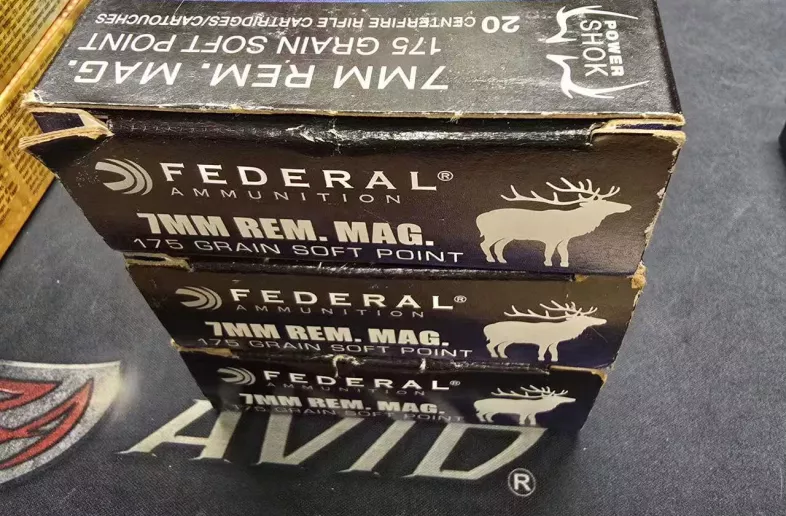 20 CENTERFIRE RIFLE CARTRIDGES/CARTOUCHES
175 GRAIN SOFT POINT
7MM REM. MAG.
POWER
SHOK
FEDERAL®
AMMUNITION
7MM REM. MAG.
175 GRAIN SOFT POINT
FEDERAL®
AMMUNITION
7MM REM. MAG.
175 GRAIN SOFT POINT
FEDERAL®
AMMUNITION
7MM REM. MAG.
175 GRAIN SOFT POINT
AVID®